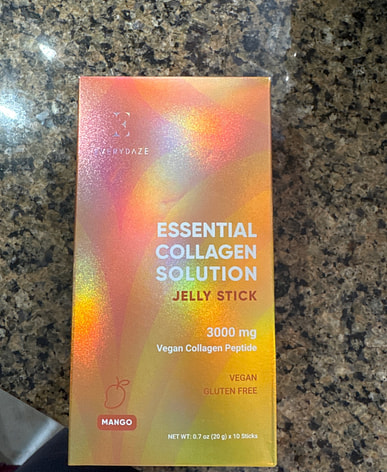 EVERYDAZE
ESSENTIAL
COLLAGEN
SOLUTION
JELLY STICK
3000 mg
Vegan Collagen Peptide
VEGAN
GLUTEN FREE
MANGO
NET WT: 0.7 oz (20 g) x 10 Sticks